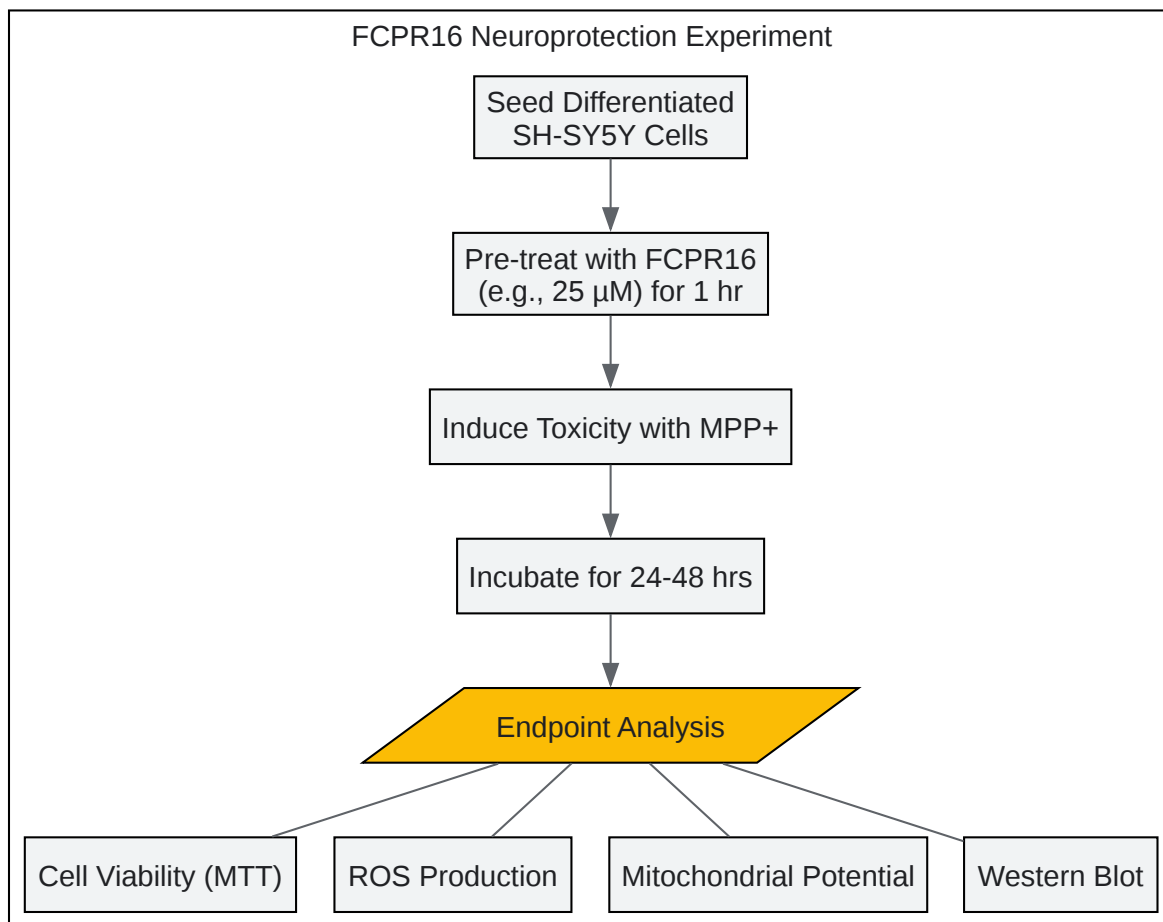 FCPR16 Neuroprotection Experiment
Seed Differentiated
SH-SY5Y Cells
Pre-treat with FCPR16
(e.g., 25 µM) for 1 hr
Induce Toxicity with MPP+
Incubate for 24-48 hrs
Endpoint Analysis
Cell Viability (MTT)
ROS Production
Mitochondrial Potential
Western Blot